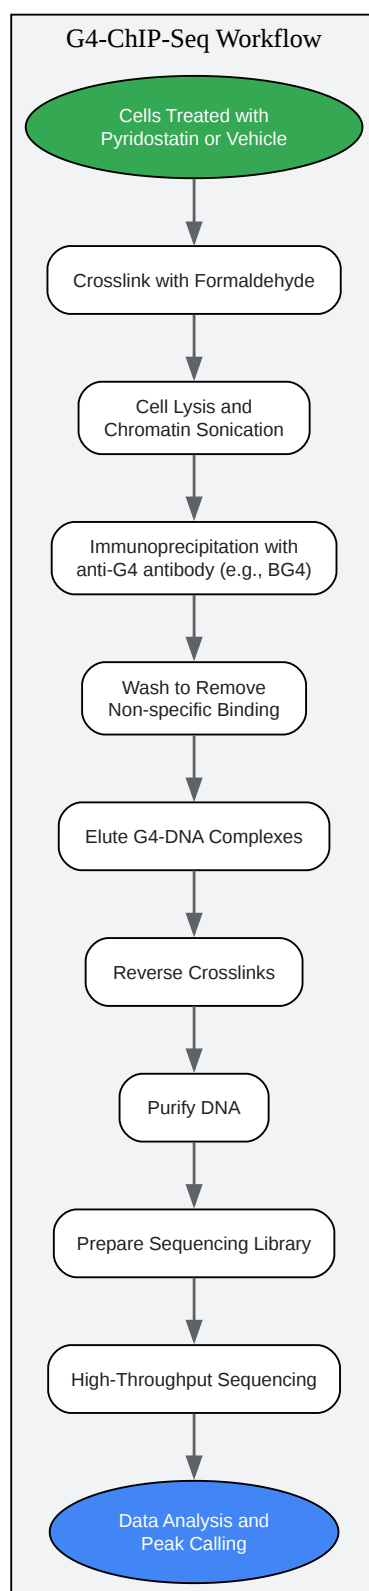 G4-ChIP-Seq Workflow
Cells Treated with
Pyridostatin or Vehicle
Crosslink with Formaldehyde
Cell Lysis and
Chromatin Sonication
Immunoprecipitation with
anti-G4 antibody (e.g., BG4)
Wash to Remove
Non-specific Binding
Elute G4-DNA Complexes
Reverse Crosslinks
Purify DNA
Prepare Sequencing Library
High-Throughput Sequencing
Data Analysis and
Peak Calling